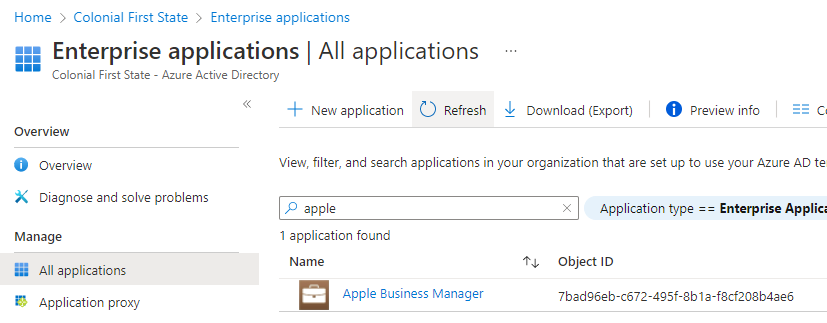 Home > Colonial First State > Enterprise applications
Enterprise applications | All applications ...
Colonial First State - Azure Active Directory
«
+ New application Refresh Download (Export) Preview info
Overview
Overview
Diagnose and solve problems
Manage
All applications
Application proxy
View, filter, and search applications in your organization that are set up to use your Azure AD
apple
Application type == Enterprise
1 application found
Name ↑↓ Object ID
Apple Business Manager 7bad96eb-c672-495f-8b1a-f8cf208b4ae6